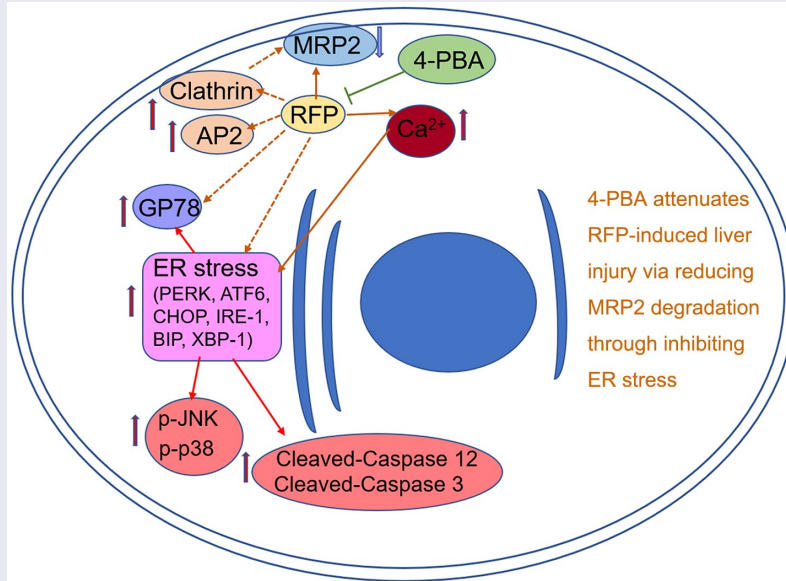 MRP2
4-PBA
Clathrin
RFP
AP2
Ca²⁺
GP78
ER stress
(PERK, ATF6,
CHOP, IRE-1,
BIP, XBP-1)
p-JNK
p-p38
Cleaved-Caspase 12
Cleaved-Caspase 3
4-PBA attenuates
RFP-induced liver
injury via reducing
MRP2 degradation
through inhibiting
ER stress